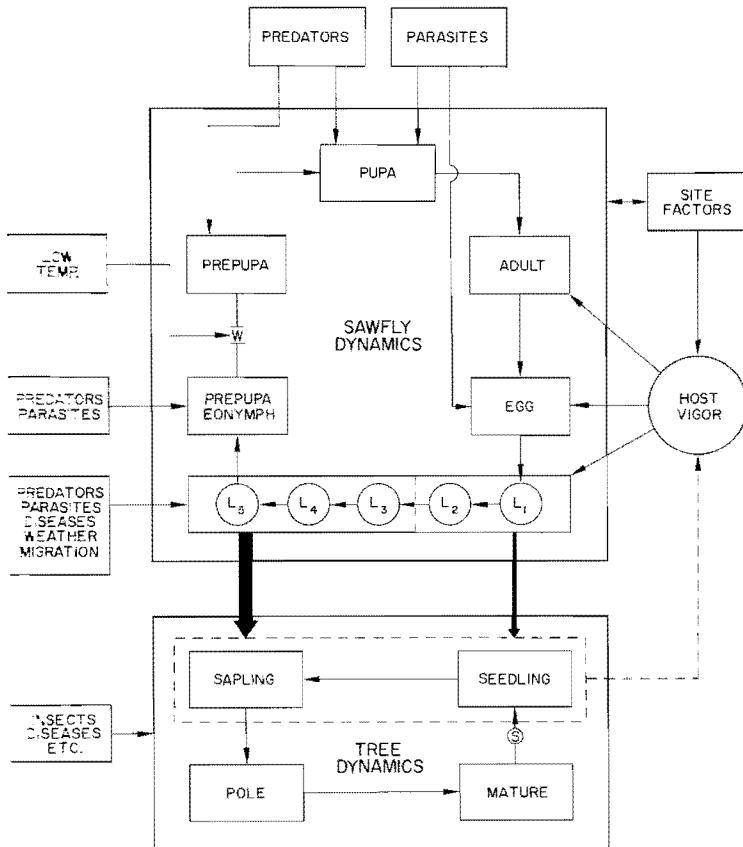 PREDATORS
PARASITES
PUPA
SITE
FACTORS
LOW
TEMP.
PREPUPA
ADULT
SAWFLY
DYNAMICS
W
PREDATORS
PARASITES
PREPUPA
EONYMPH
EGG
HOST
VIGOR
PREDATORS
PARASITES
DISEASES
WEATHER
MIGRATION
L5 L4 L3 L2 L1
SAPLING
SEEDLING
INSECTS
DISEASES
ETC.
S
TREE
DYNAMICS
POLE
MATURE